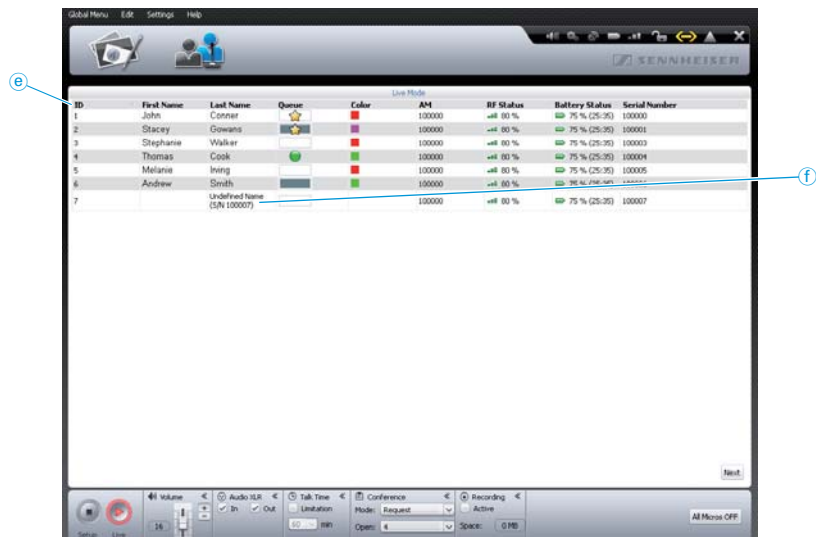 Global Menu Edit Settings Help
SENNHEISER
e
Live Mode
ID First Name Last Name Queue Color AM RF Status Battery Status Serial Number
1 John Conner 100000 80 % 75 % (25:35) 100000
2 Stacey Gowans 100000 80 % 75 % (25:35) 100001
3 Stephanie Walker 100000 80 % 75 % (25:35) 100003
4 Thomas Cook 100000 80 % 75 % (25:35) 100004
5 Melanie Irving 100000 80 % 75 % (25:35) 100005
6 Andrew Smith 100000 80 % 75 % (25:35)
f
7 Undefined Name 100000 80 % 75 % (25:35) 100007
(S/N 100007)
Next
Volume Audio XLR Talk Time Conference Recording
In Out Limitation Mode: Request Active
16 60 min Open: 4 Space: 0 MB All Micros OFF
Setup Live